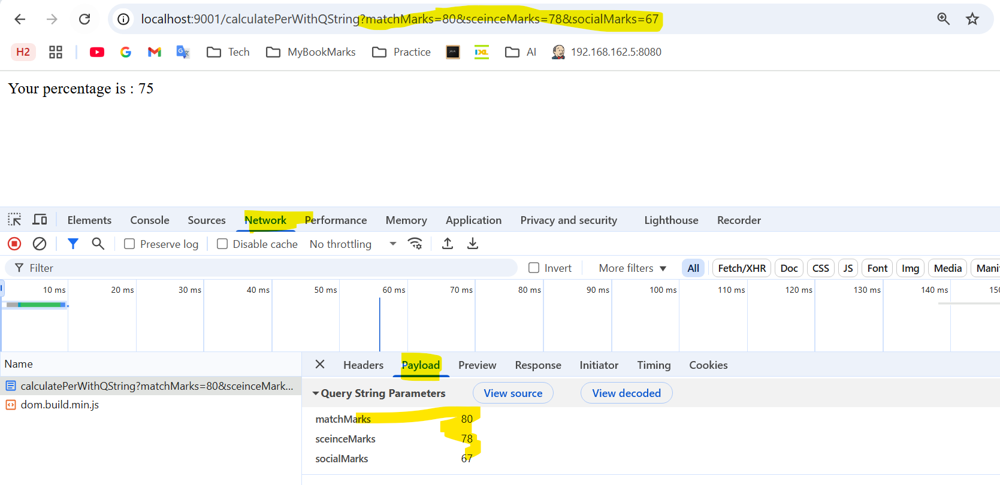 localhost:9001/calculatePerWithQString?matchMarks=80&sceinceMarks=78&socialMarks=67
H2 Tech MyBookMarks Practice JAVA IXL AI 192.168.162.5:8080
Your percentage is : 75
Elements Console Sources Network Performance Memory Application Privacy and security Lighthouse Recorder
Preserve log Disable cache No throttling
Filter Invert More filters All Fetch/XHR Doc CSS JS Font Img Media Mani
10 ms 20 ms 30 ms 40 ms 50 ms 60 ms 70 ms 80 ms 90 ms 100 ms 110 ms 120 ms 130 ms 140 ms 150
Name Headers Payload Preview Response Initiator Timing Cookies
calculatePerWithQString?matchMarks=80&sceinceMark... Query String Parameters View source View decoded
dom.build.min.js
matchMarks 80
sceinceMarks 78
socialMarks 67